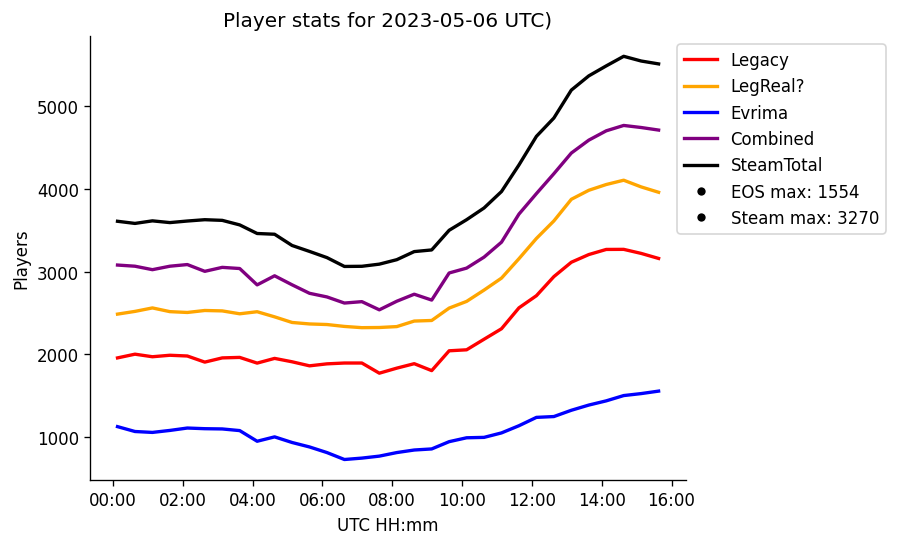 Player stats for 2023-05-06 UTC)
Legacy
LegReal?
Evrima
Combined
SteamTotal
EOS max: 1554
Steam max: 3270
Players
5000
4000
3000
2000
1000
00:00 02:00 04:00 06:00 08:00 10:00 12:00 14:00 16:00
UTC HH:mm